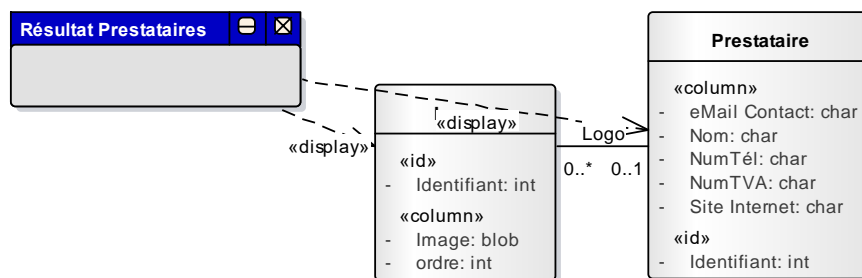 Résultat Prestataires
«display»
«display»
«id»
- Identifiant: int
«column»
- Image: blob
- ordre: int
Logo
0..*
0..1
Prestataire
«column»
- eMail Contact: char
- Nom: char
- NumTél: char
- NumTVA: char
- Site Internet: char
«id»
- Identifiant: int